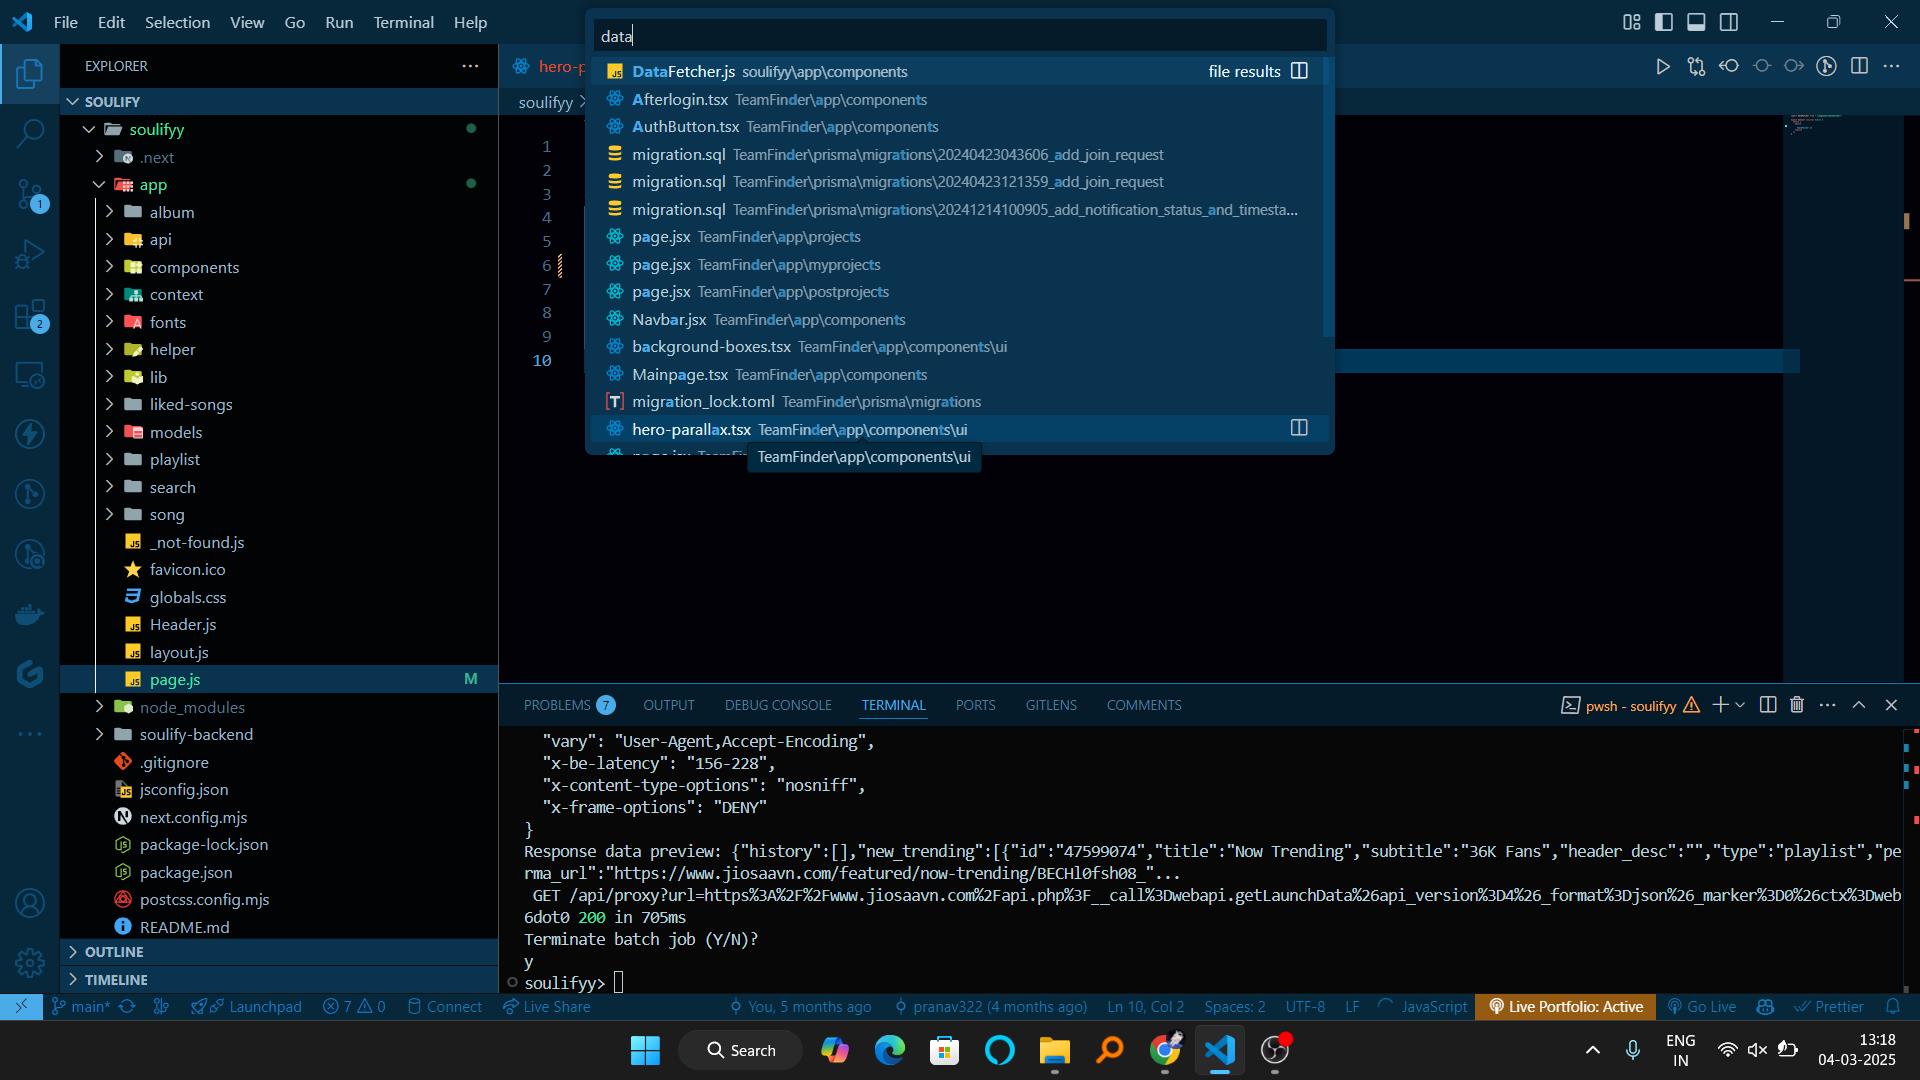 File Edit Selection View Go Run Terminal Help
data
EXPLORER
SOULIFY
soulifyy
.next
app
album
api
components
context
fonts
helper
lib
liked-songs
models
playlist
search
song
_not-found.js
favicon.ico
globals.css
Header.js
layout.js
page.js M
node_modules
soulify-backend
.gitignore
jsconfig.json
next.config.mjs
package-lock.json
package.json
postcss.config.mjs
README.md
OUTLINE
TIMELINE
1
2
hero-p
soulifyy
1
2
3
4
5
6
7
8
9
10
DataFetcher.js soulifyy\app\components file results
Afterlogin.tsx TeamFinder\app\components
AuthButton.tsx TeamFinder\app\components
migration.sql TeamFinder\prisma\migrations\20240423043606_add_join_request
migration.sql TeamFinder\prisma\migrations\20240423121359_add_join_request
migration.sql TeamFinder\prisma\migrations\20241214100905_add_notification_status_and_timesta...
page.jsx TeamFinder\app\projects
page.jsx TeamFinder\app\myprojects
page.jsx TeamFinder\app\postprojects
Navbar.jsx TeamFinder\app\components
background-boxes.tsx TeamFinder\app\components\ui
Mainpage.tsx TeamFinder\app\components
migration_lock.toml TeamFinder\prisma\migrations
hero-parallax.tsx TeamFinder\app\components\ui
TeamFinder\app\components\ui
PROBLEMS 7 OUTPUT DEBUG CONSOLE TERMINAL PORTS GITLENS COMMENTS
pwsh - soulifyy
"vary": "User-Agent,Accept-Encoding",
"x-be-latency": "156-228",
"x-content-type-options": "nosniff",
"x-frame-options": "DENY"
}
Response data preview: {"history":[],"new_trending":[{"id":"47599074","title":"Now Trending","subtitle":"36K Fans","header_desc":"","type":"playlist","pe
rma_url":"https://www.jiosaavn.com/featured/now-trending/BECHl0fsh08_"...
GET /api/proxy?url=https%3A%2F%2Fwww.jiosaavn.com%2Fapi.php%3F__call%3Dwebapi.getLaunchData%26api_version%3D4%26_format%3Djson%26_marker%3D0%26ctx%3Dweb
6dot0 200 in 705ms
Terminate batch job (Y/N)?
y
soulifyy>
main* Launchpad 7 0 Connect Live Share You, 5 months ago pranav322 (4 months ago) Ln 10, Col 2 Spaces: 2 UTF-8 LF JavaScript Live Portfolio: Active Go Live Prettier
Search
ENG
IN
13:18
04-03-2025